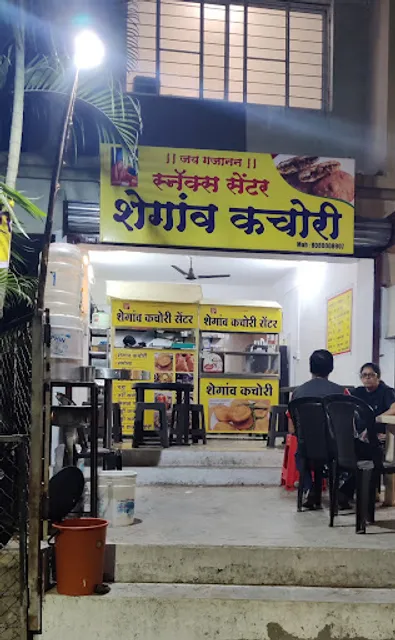 || जय गजानन ||
स्नॅक्स सेंटर
शेगांव कचोरी
शेगांव कचोरी सेंटर
शेगांव कचोरी सेंटर
शेगांव कचोरी